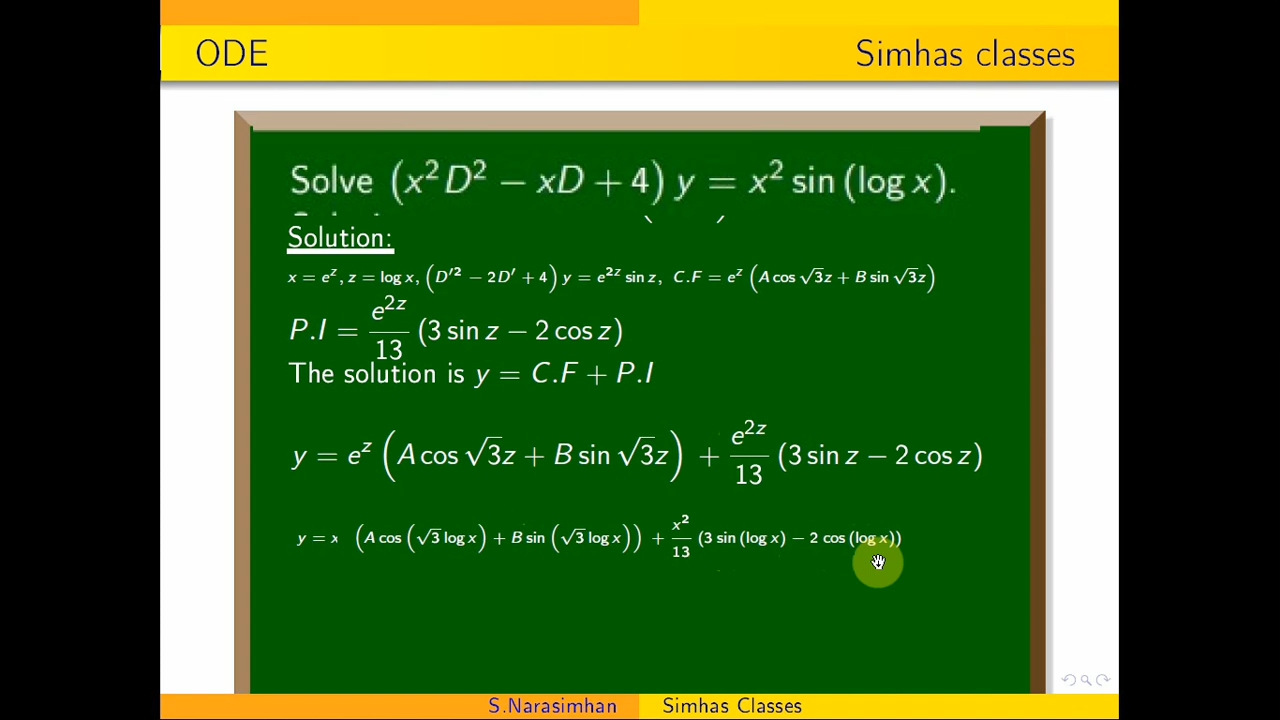 ODE Simhas classes
Solve (x²D² − xD + 4) y = x² sin (log x).
Solution:
x = e^z, z = log x, (D′² − 2D′ + 4) y = e^{2z} sin z, C.F = e^z (A cos √3z + B sin √3z)
P.I = e^{2z}/13 (3 sin z − 2 cos z)
The solution is y = C.F + P.I
y = e^z (A cos √3z + B sin √3z) + e^{2z}/13 (3 sin z − 2 cos z)
y = x (A cos (√3 log x) + B sin (√3 log x)) + x²/13 (3 sin (log x) − 2 cos (log x))
S.Narasimhan Simhas Classes